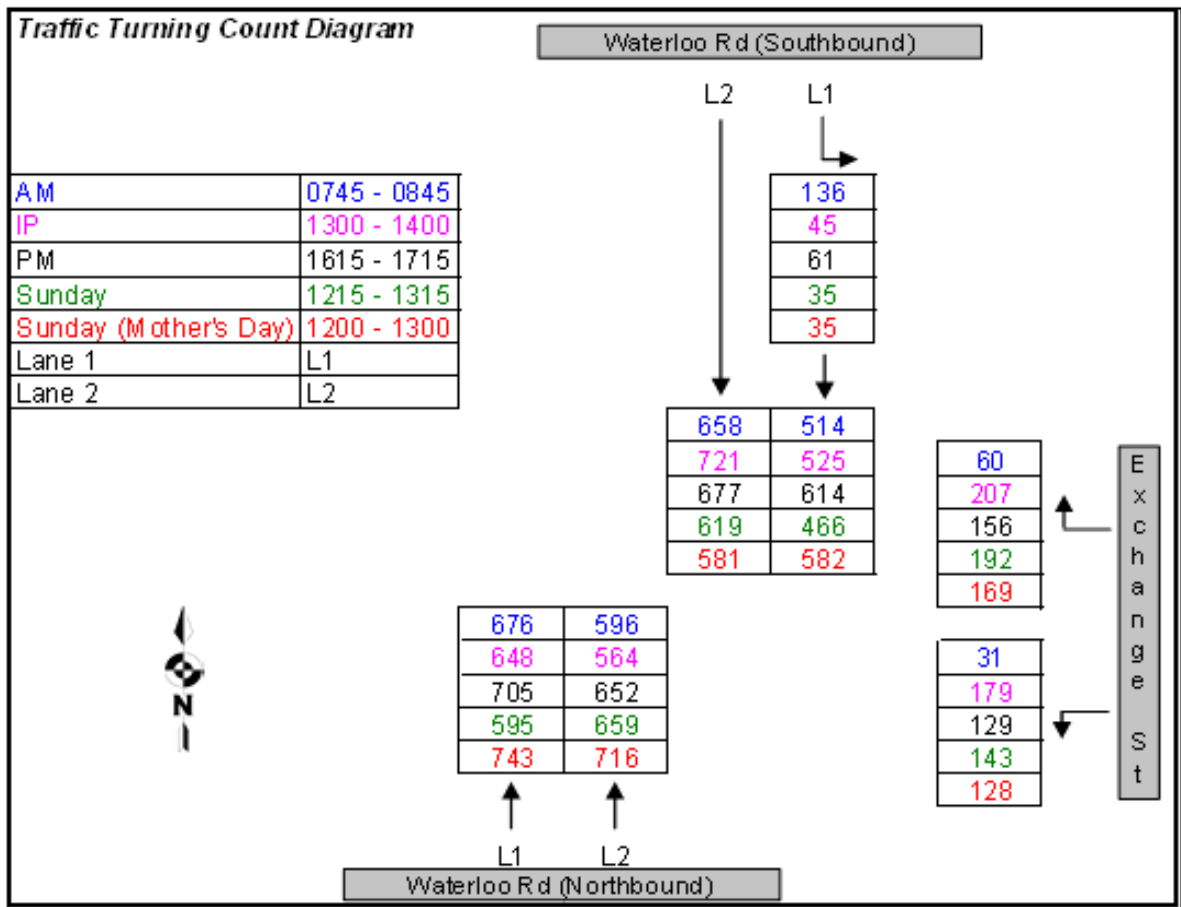 Traffic Turning Count Diagram
Waterloo Rd (Southbound)
L2 L1
AM 0745 - 0845
IP 1300 - 1400
PM 1615 - 1715
Sunday 1215 - 1315
Sunday (Mother's Day) 1200 - 1300
Lane 1 L1
Lane 2 L2
136
45
61
35
35
658 514
721 525
677 614
619 466
581 582
60
207
156
192
169
Exchange St
31
179
129
143
128
N
676 596
648 564
705 652
595 659
743 716
L1 L2
Waterloo Rd (Northbound)